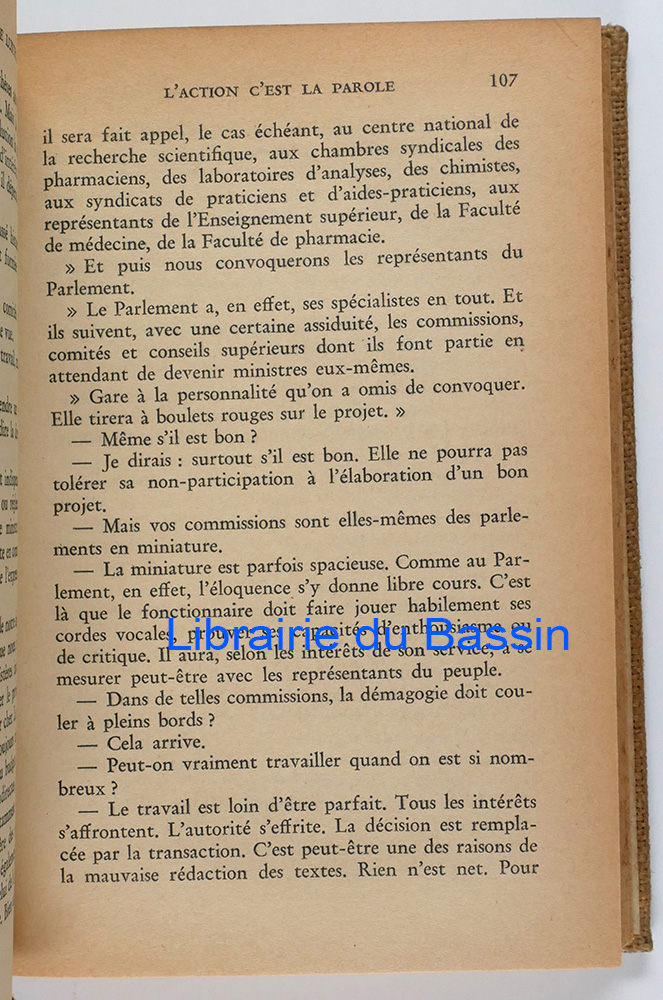 L'ACTION C'EST LA PAROLE 107
il sera fait appel, le cas échéant, au centre national de
la recherche scientifique, aux chambres syndicales des
pharmaciens, des laboratoires d'analyses, des chimistes,
aux syndicats de praticiens et d'aides-praticiens, aux
représentants de l'Enseignement supérieur, de la Faculté
de médecine, de la Faculté de pharmacie.
» Et puis nous convoquerons les représentants du
Parlement.
» Le Parlement a, en effet, ses spécialistes en tout. Et
ils suivent, avec une certaine assiduité, les commissions,
comités et conseils supérieurs dont ils font partie en
attendant de devenir ministres eux-mêmes.
» Gare à la personnalité qu'on a omis de convoquer.
Elle tirera à boulets rouges sur le projet. »
— Même s'il est bon ?
— Je dirais : surtout s'il est bon. Elle ne pourra pas
tolérer sa non-participation à l'élaboration d'un bon
projet.
— Mais vos commissions sont elles-mêmes des parle-
ments en miniature.
— La miniature est parfois spacieuse. Comme au Par-
lement, en effet, l'éloquence s'y donne libre cours. C'est
là que le fonctionnaire doit faire jouer habilement ses
cordes vocales, prouver ses capacités d'enthousiasme ou
de critique. Il aura, selon les intérêts de son service, à se
mesurer peut-être avec les représentants du peuple.
— Dans de telles commissions, la démagogie doit cou-
ler à pleins bords ?
— Cela arrive.
— Peut-on vraiment travailler quand on est si nom-
breux ?
— Le travail est loin d'être parfait. Tous les intérêts
s'affrontent. L'autorité s'effrite. La décision est rempla-
cée par la transaction. C'est peut-être une des raisons de
la mauvaise rédaction des textes. Rien n'est net. Pour
Librairie du Bassin